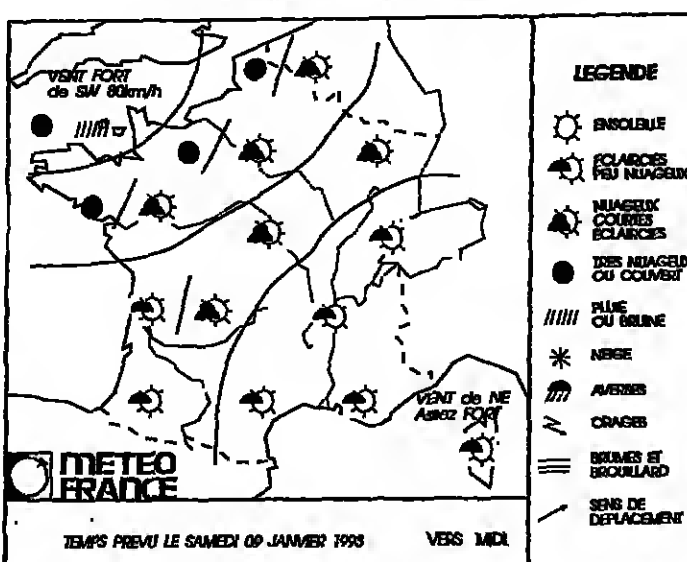 VENT FORT
de SW 80km/h
VENT de NE
Assez FORT
METEO
FRANCE
TEMPS PREVU LE SAMEDI 09 JANVIER 1993 VERS MIDI
LEGENDE
ENSOLEILLE
ECLAIRCIES
PEU NUAGEUX
NUAGEUX
COURTES
ECLAIRCIES
TRES NUAGEUX
OU COUVERT
PLUIE
OU BRUINE
NEIGE
AVERSES
ORAGES
BRUMES ET
BROUILLARD
SENS DE
DEPLACEMENT